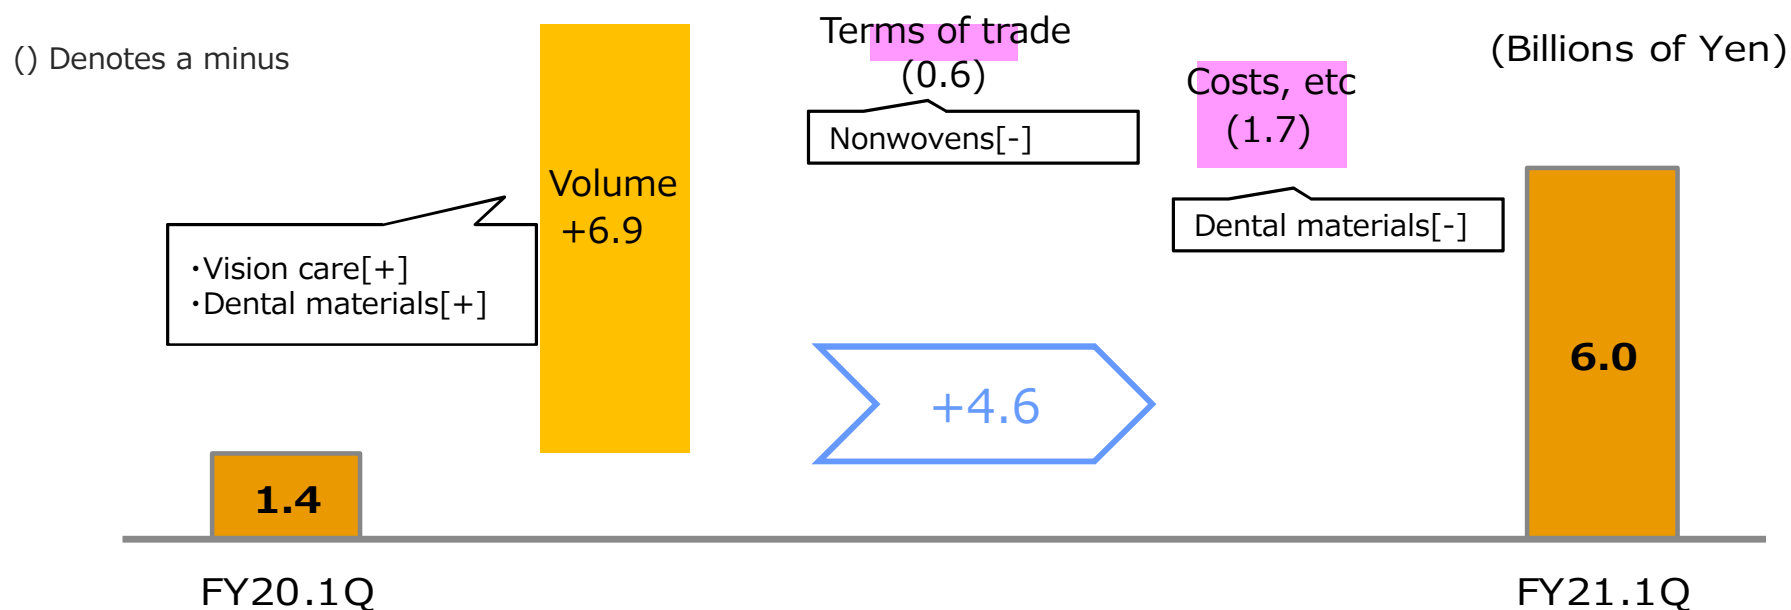 () Denotes a minus
(Billions of Yen)
Terms of trade
(0.6)
Nonwovens[-]
Costs, etc
(1.7)
Dental materials[-]
Volume
+6.9
・Vision care[+]
・Dental materials[+]
+4.6
1.4
6.0
FY20.1Q
FY21.1Q